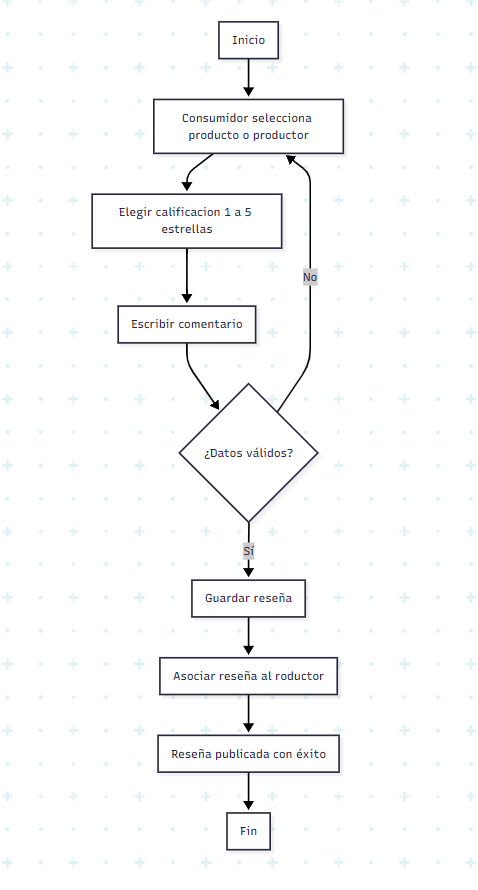 Inicio
Consumidor selecciona
producto o productor
Elegir calificacion 1 a 5
estrellas
No
Escribir comentario
¿Datos válidos?
Sí
Guardar reseña
Asociar reseña al roductor
Reseña publicada con éxito
Fin